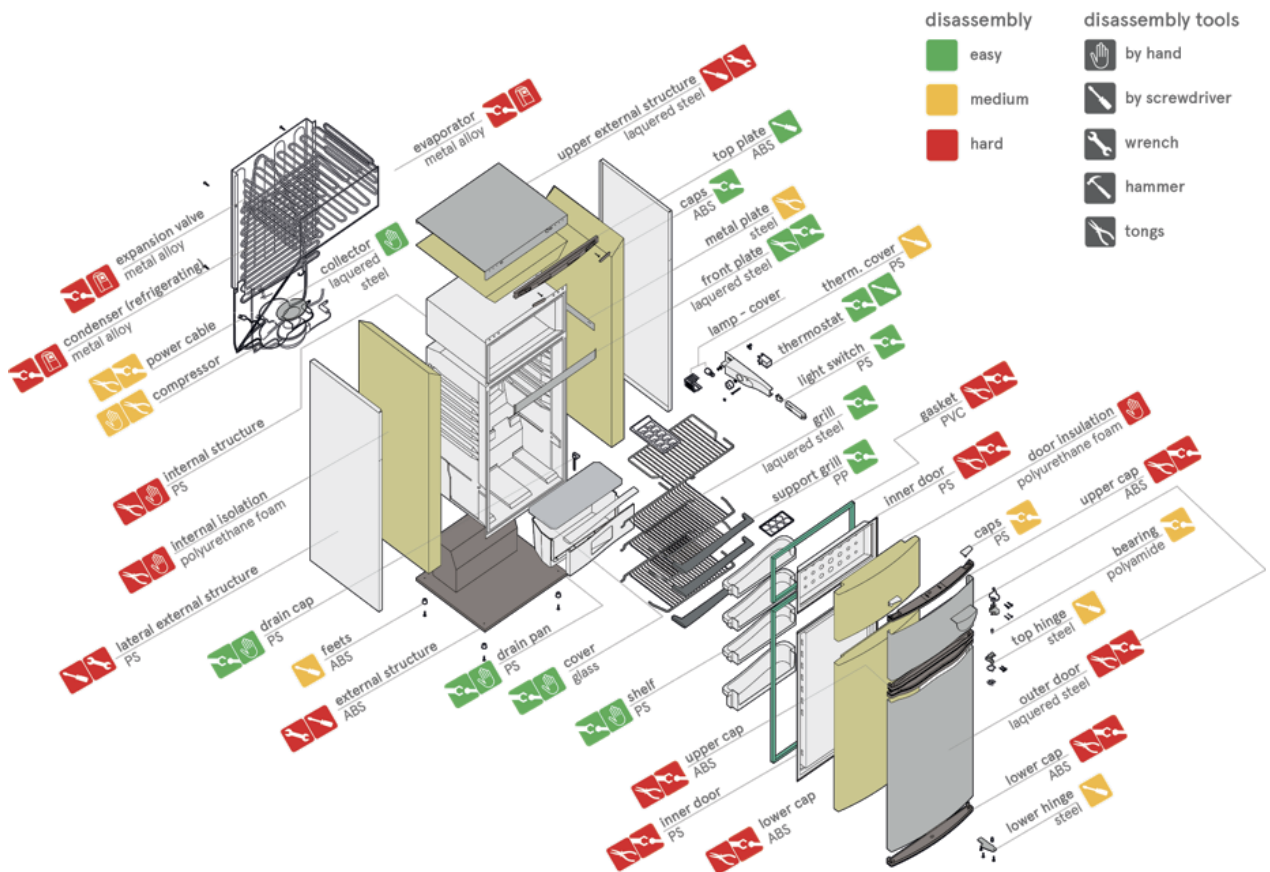 disassembly
easy
medium
hard
disassembly tools
by hand
by screwdriver
wrench
hammer
tongs
evaporator
metal alloy
upper external structure
laquered steel
top plate
ABS
caps
ABS
metal plate
steel
front plate
laquered steel
therm. cover
PS
lamp - cover
thermostat
light switch
PS
expansion valve
metal alloy
collector
laquered
steel
condenser (refrigerating)
metal alloy
power cable
compressor
internal structure
PS
internal isolation
polyurethane foam
lateral external structure
PS
drain cap
PS
feets
ABS
external structure
ABS
drain pan
PS
cover
glass
shelf
PS
grill
laquered steel
support grill
PP
gasket
PVC
inner door
PS
door insulation
polyurethane foam
upper cap
ABS
caps
PS
bearing
polyamide
top hinge
steel
outer door
laquered steel
upper cap
ABS
inner door
PS
lower cap
ABS
lower cap
ABS
lower hinge
steel